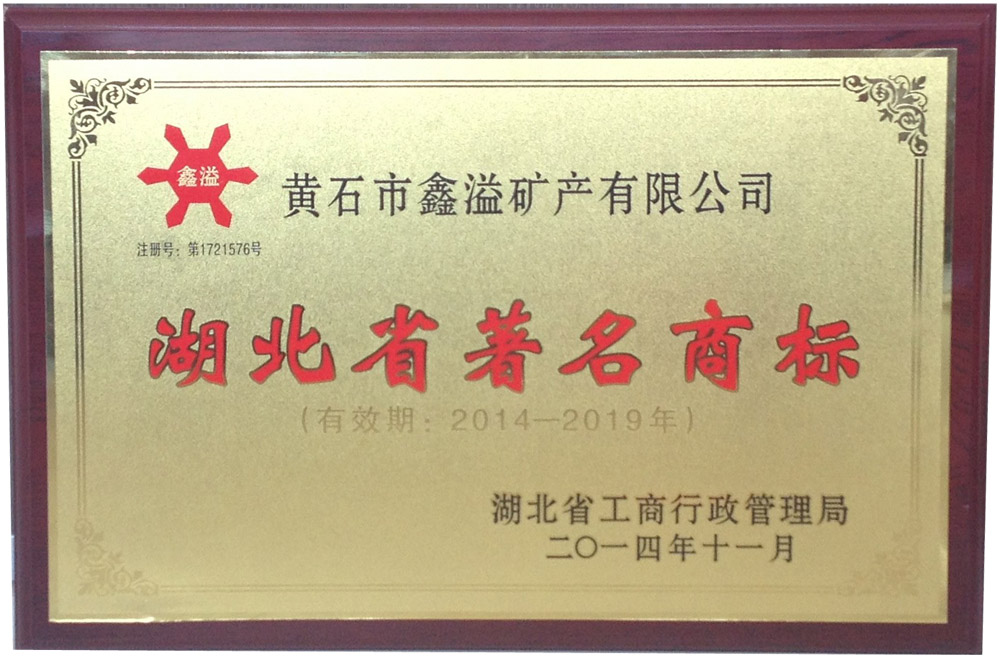 鑫溢
黄石市鑫溢矿产有限公司
注册号：第1721576号
湖北省著名商标
（有效期：2014—2019年）
湖北省工商行政管理局
二〇一四年十一月